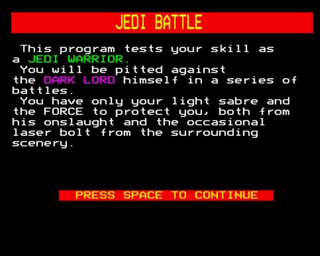 JEDI BATTLE
This program tests your skill as
a JEDI WARRIOR.
You will be pitted against
the DARK LORD himself in a series of
battles.
You have only your light sabre and
the FORCE to protect you, both from
his onslaught and the occasional
laser bolt from the surrounding
scenery.
PRESS SPACE TO CONTINUE